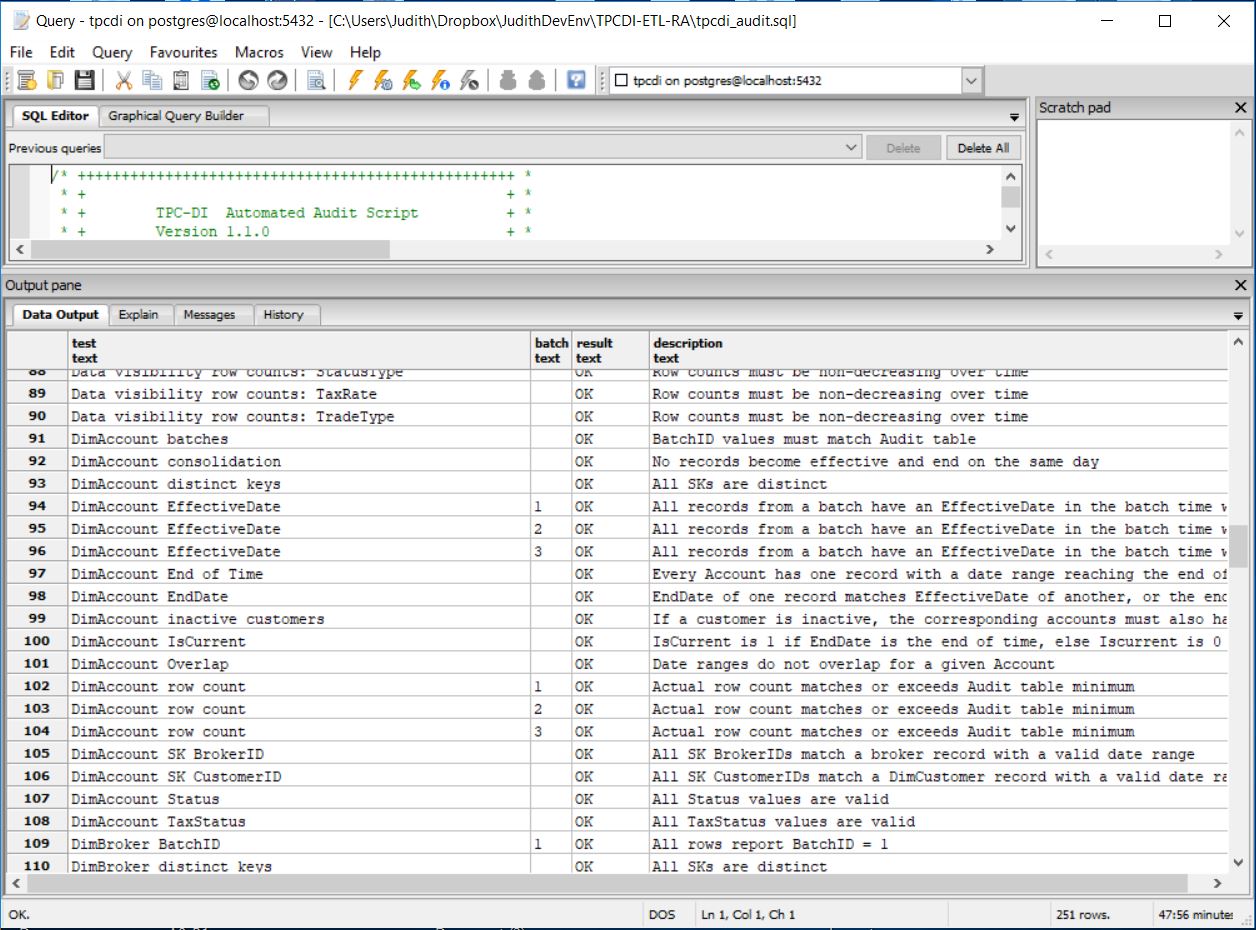 Query - tpcdi on postgres@localhost:5432 - [C:\Users\Judith\Dropbox\JudithDevEnv\TPCDI-ETL-RA\tpcdi_audit.sql]
File Edit Query Favourites Macros View Help
tpcdi on postgres@localhost:5432
SQL Editor Graphical Query Builder
Scratch pad
Previous queries Delete Delete All
/* ++++++++++++++++++++++++++++++++++++++++++++++++++ *
* + + *
* + TPC-DI Automated Audit Script + *
* + Version 1.1.0 + *
Output pane
Data Output Explain Messages History
test batch result description
text text text text
88 Data visibility row counts: StatusType OK Row counts must be non-decreasing over time
89 Data visibility row counts: TaxRate OK Row counts must be non-decreasing over time
90 Data visibility row counts: TradeType OK Row counts must be non-decreasing over time
91 DimAccount batches OK BatchID values must match Audit table
92 DimAccount consolidation OK No records become effective and end on the same day
93 DimAccount distinct keys OK All SKs are distinct
94 DimAccount EffectiveDate 1 OK All records from a batch have an EffectiveDate in the batch time
95 DimAccount EffectiveDate 2 OK All records from a batch have an EffectiveDate in the batch time
96 DimAccount EffectiveDate 3 OK All records from a batch have an EffectiveDate in the batch time
97 DimAccount End of Time OK Every Account has one record with a date range reaching the end of
98 DimAccount EndDate OK EndDate of one record matches EffectiveDate of another, or the end
99 DimAccount inactive customers OK If a customer is inactive, the corresponding accounts must also ha
100 DimAccount IsCurrent OK IsCurrent is 1 if EndDate is the end of time, else Iscurrent is 0
101 DimAccount Overlap OK Date ranges do not overlap for a given Account
102 DimAccount row count 1 OK Actual row count matches or exceeds Audit table minimum
103 DimAccount row count 2 OK Actual row count matches or exceeds Audit table minimum
104 DimAccount row count 3 OK Actual row count matches or exceeds Audit table minimum
105 DimAccount SK BrokerID OK All SK BrokerIDs match a broker record with a valid date range
106 DimAccount SK CustomerID OK All SK CustomerIDs match a DimCustomer record with a valid date ra
107 DimAccount Status OK All Status values are valid
108 DimAccount TaxStatus OK All TaxStatus values are valid
109 DimBroker BatchID 1 OK All rows report BatchID = 1
110 DimBroker distinct keys OK All SKs are distinct
OK. DOS Ln 1, Col 1, Ch 1 251 rows. 47:56 minutes